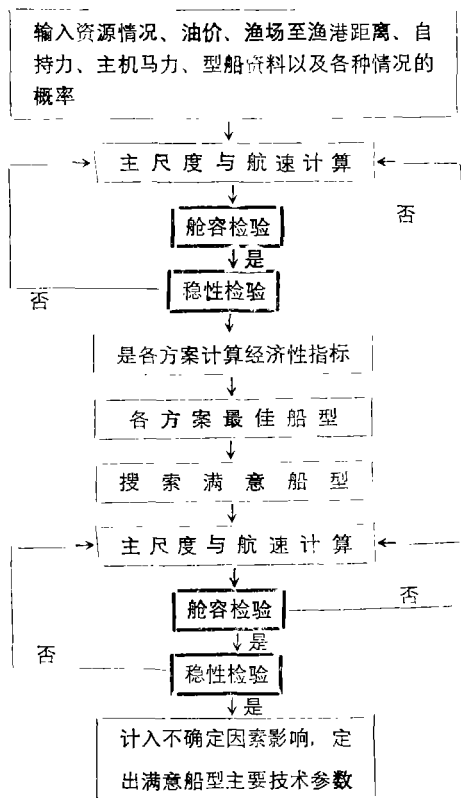 输入资源情况、油价、渔场至渔港距离、自
持力、主机马力、型船资料以及各种情况的
概率
主尺度与航速计算
否
舱容检验
是
稳性检验
否
是各方案计算经济性指标
各方案最佳船型
搜索满意船型
主尺度与航速计算
舱容检验
否
是
否
稳性检验
是
计入不确定因素影响, 定
出满意船型主要技术参数